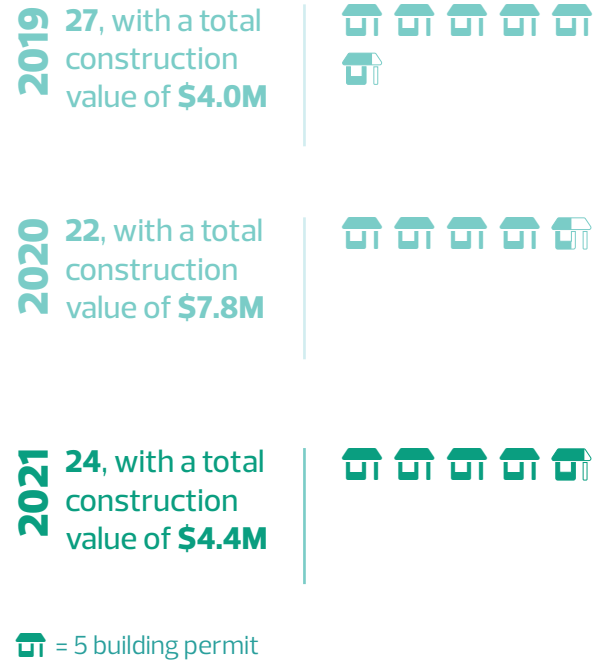 2019
27, with a total
construction
value of $4.0M
2020
22, with a total
construction
value of $7.8M
2021
24, with a total
construction
value of $4.4M
= 5 building permit